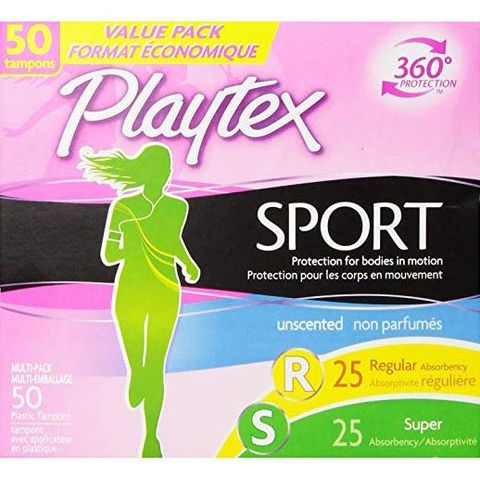 50
tampons
VALUE PACK
FORMAT ÉCONOMIQUE
Playtex
360°
PROTECTION
TM
SPORT
Protection for bodies in motion
Protection pour les corps en mouvement
unscented non parfumés
MULTI-PACK
MULTI-EMBALLAGE
50
Plastic Tampons
tampons
avec applicateur
en plastique
R 25 Regular Absorbency
Absorptivité régulière
S 25 Super
Absorbency/Absorptivité